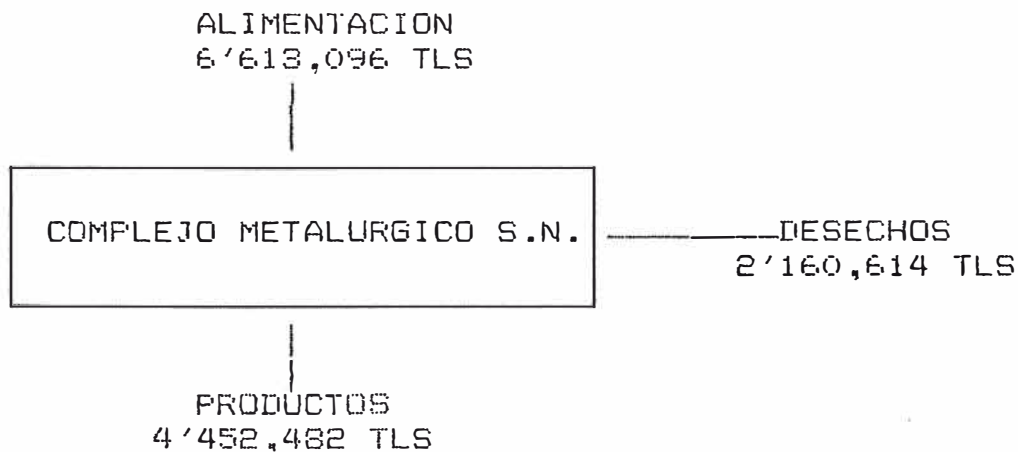 ALIMENTACION
6'613,096 TLS
COMPLEJO METALURGICO S.N.
DESECHOS
2'160,614 TLS
PRODUCTOS
4'452,482 TLS